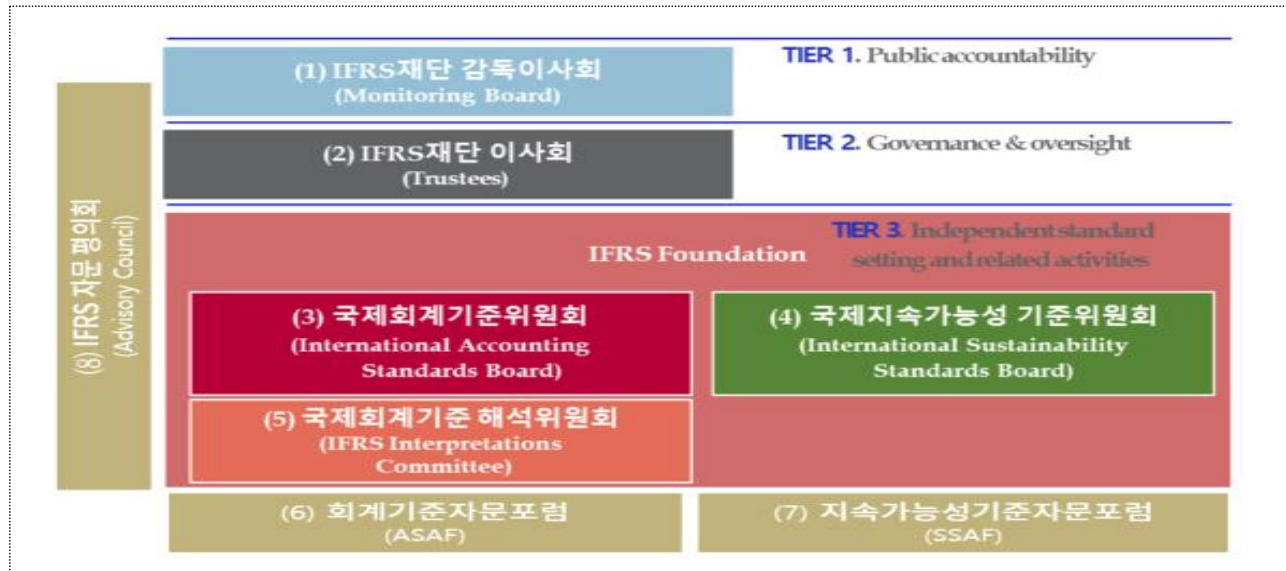 (1) IFRS재단 감독이사회
(Monitoring Board)
TIER 1. Public accountability
(2) IFRS재단 이사회
(Trustees)
TIER 2. Governance & oversight
(8) IFRS 자문 평의회
(Advisory Council)
IFRS Foundation
TIER 3. Independent standard
setting and related activities
(3) 국제회계기준위원회
(International Accounting
Standards Board)
(4) 국제지속가능성 기준위원회
(International Sustainability
Standards Board)
(5) 국제회계기준 해석위원회
(IFRS Interpretations
Committee)
(6) 회계기준자문포럼
(ASAF)
(7) 지속가능성기준자문포럼
(SSAF)